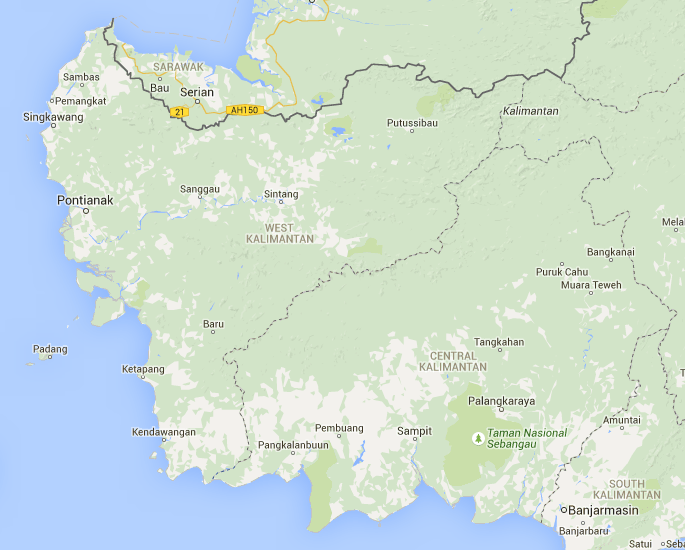 SARAWAK
Sambas
Bau
Serian
Pemangkat
21
AH150
Singkawang
Putussibau
Kalimantan
Sanggau
Sintang
Pontianak
WEST
KALIMANTAN
Mela
Bangkanai
Puruk Cahu
Muara Teweh
Baru
Padang
Tangkahan
CENTRAL
KALIMANTAN
Ketapang
Palangkaraya
Kendawangan
Pembuang
Sampit
Taman Nasional
Sebangau
Amuntai
Pangkalanbuun
SOUTH
KALIMANTAN
Banjarmasin
Banjarbaru
Satui
Seba